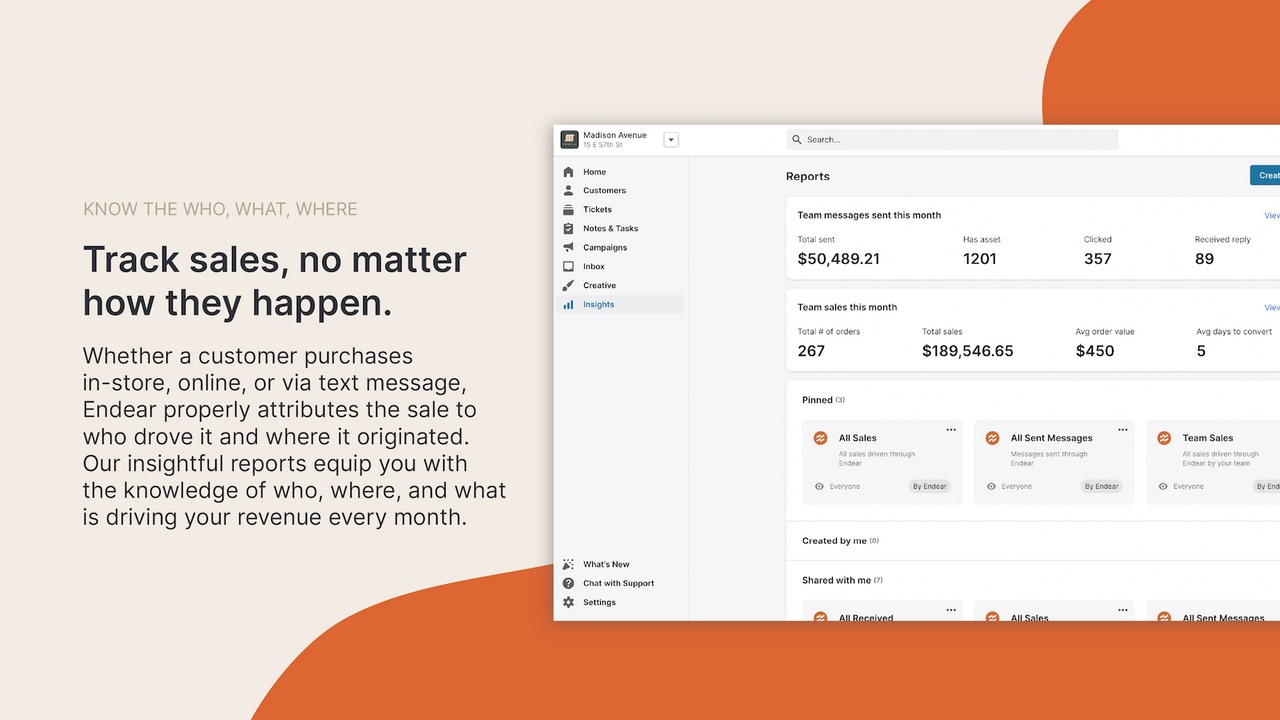 KNOW THE WHO, WHAT, WHERE
Track sales, no matter
how they happen.
Whether a customer purchases
in-store, online, or via text message,
Endear properly attributes the sale to
who drove it and where it originated.
Our insightful reports equip you with
the knowledge of who, where, and what
is driving your revenue every month.
Madison Avenue
15 E 57th St
Search...
Home
Customers
Tickets
Notes & Tasks
Campaigns
Inbox
Creative
Insights
What's New
Chat with Support
Settings
Reports
Creat
Team messages sent this month
View
Total sent Has asset Clicked Received reply
$50,489.21 1201 357 89
Team sales this month
View
Total # of orders Total sales Avg order value Avg days to convert
267 $189,546.65 $450 5
Pinned (3)
All Sales
All sales driven through
Endear
Everyone By Endear
All Sent Messages
Messages sent through
Endear
Everyone By Endear
Team Sales
All sales driven through
Endear by your team
Everyone By End
Created by me (0)
Shared with me (7)
All Received All Sales All Sent Messages